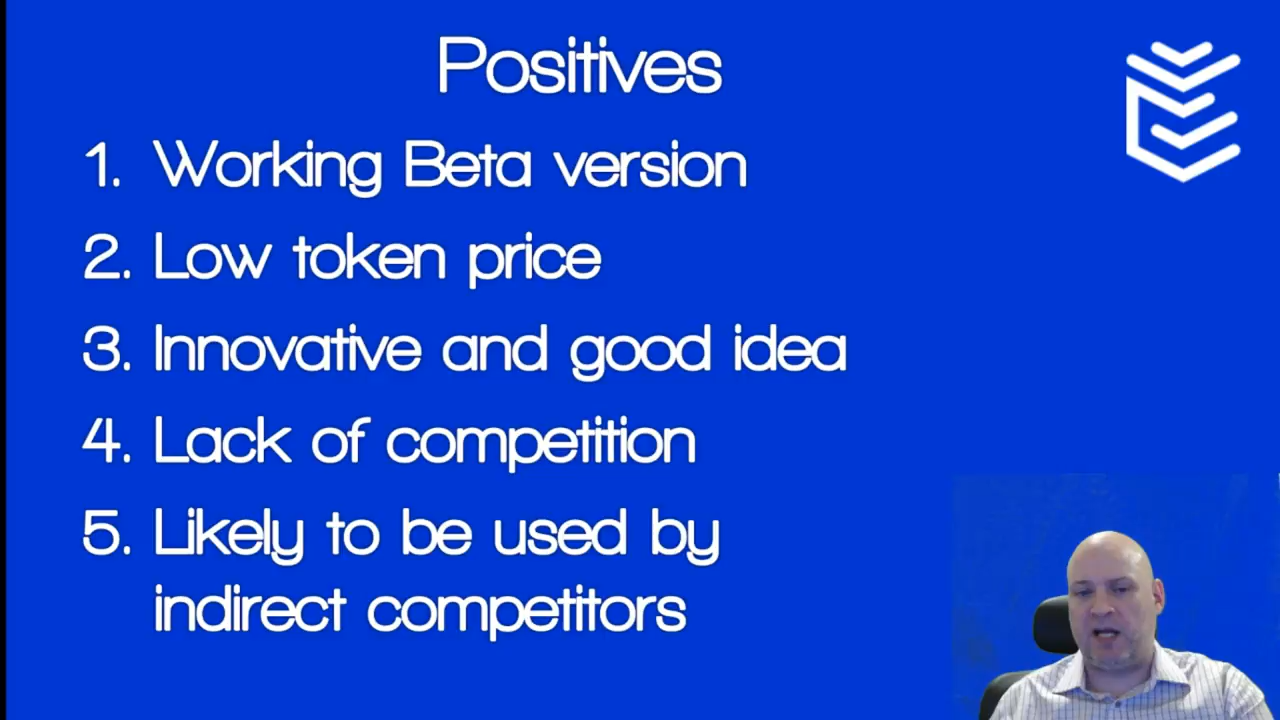 Positives
1. Working Beta version
2. Low token price
3. Innovative and good idea
4. Lack of competition
5. Likely to be used by
indirect competitors